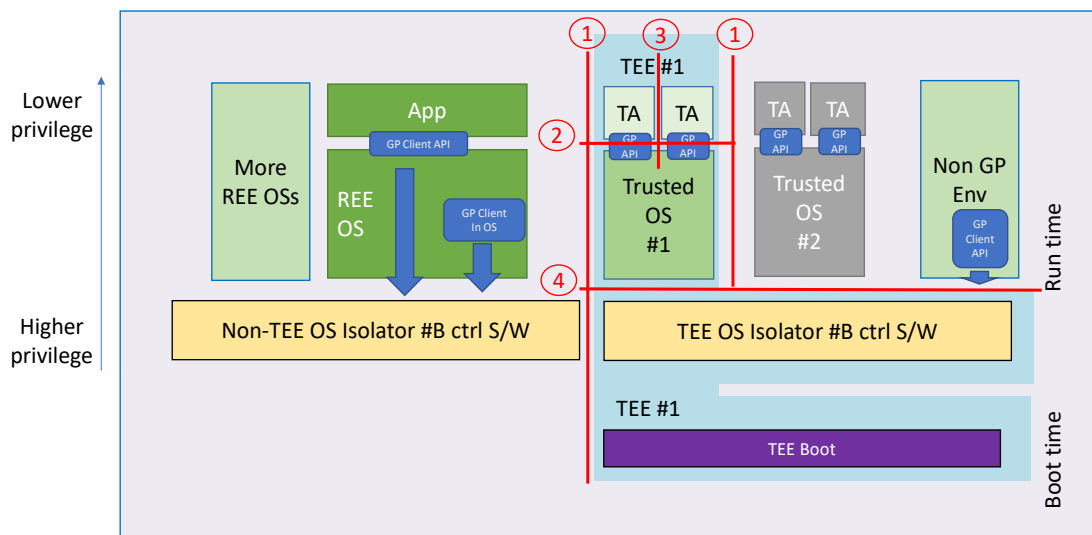 1
3
1
TEE #1
Lower
privilege
App
TA
TA
TA
TA
2
GP Client API
GP
API
GP
API
GP
API
GP
API
More
REE OSs
REE
OS
GP Client
In OS
Trusted
OS
#1
Trusted
OS
#2
Non GP
Env
GP
Client
API
Run time
4
Higher
privilege
Non-TEE OS Isolator #B ctrl S/W
TEE OS Isolator #B ctrl S/W
TEE #1
TEE Boot
Boot time